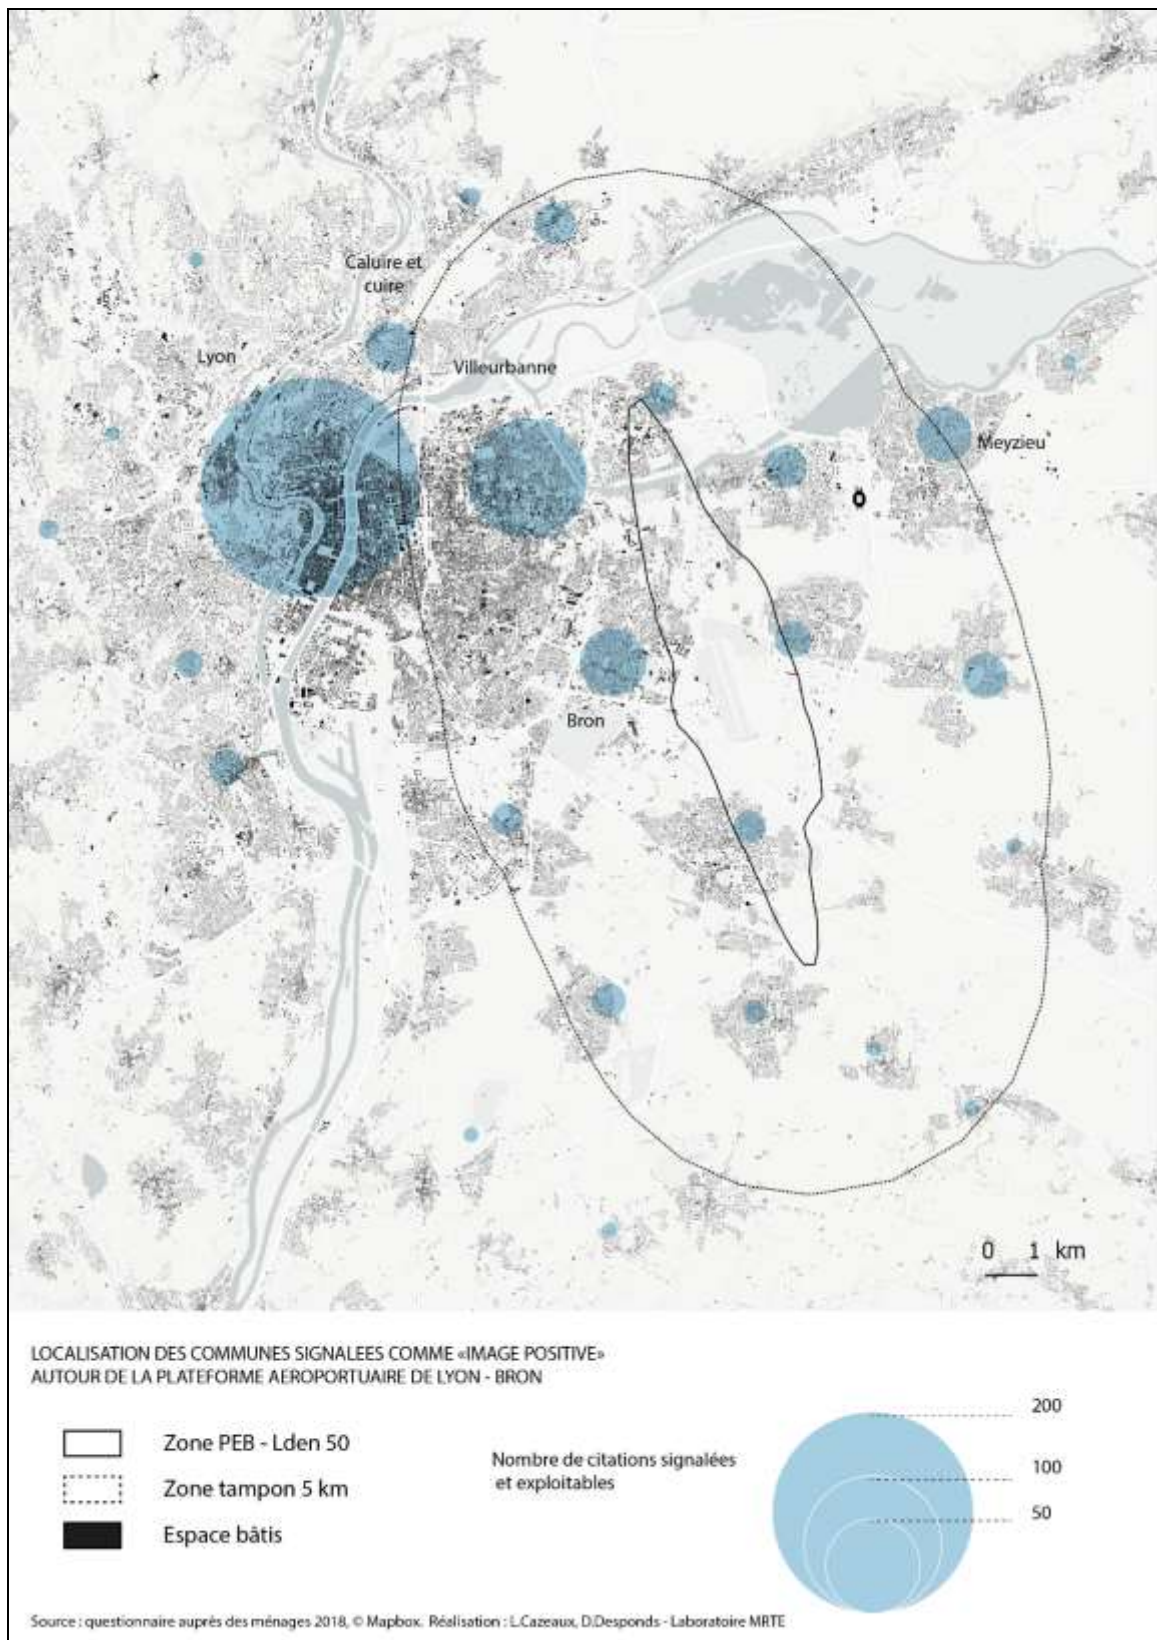 Caluire et
cuire
Lyon
Villeurbanne
Meyzieu
Bron
0 1 km
LOCALISATION DES COMMUNES SIGNALEES COMME «IMAGE POSITIVE»
AUTOUR DE LA PLATEFORME AEROPORTUAIRE DE LYON - BRON
Zone PEB - Lden 50
Zone tampon 5 km
Espace bâtis
Nombre de citations signalées
et exploitables
200
100
50
Source : questionnaire auprès des ménages 2018, © Mapbox. Réalisation : L.Cazeaux, D.Desponds - Laboratoire MRTE